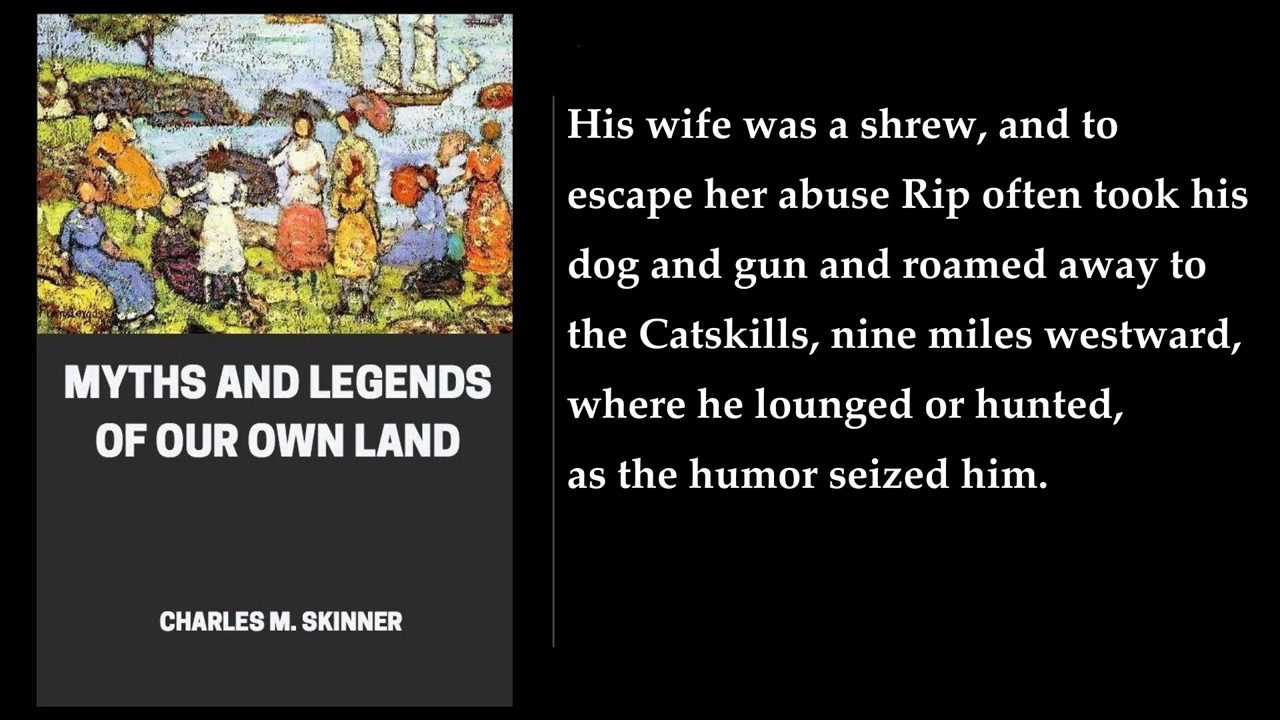 MYTHS AND LEGENDS
OF OUR OWN LAND
CHARLES M. SKINNER
His wife was a shrew, and to
escape her abuse Rip often took his
dog and gun and roamed away to
the Catskills, nine miles westward,
where he lounged or hunted,
as the humor seized him.